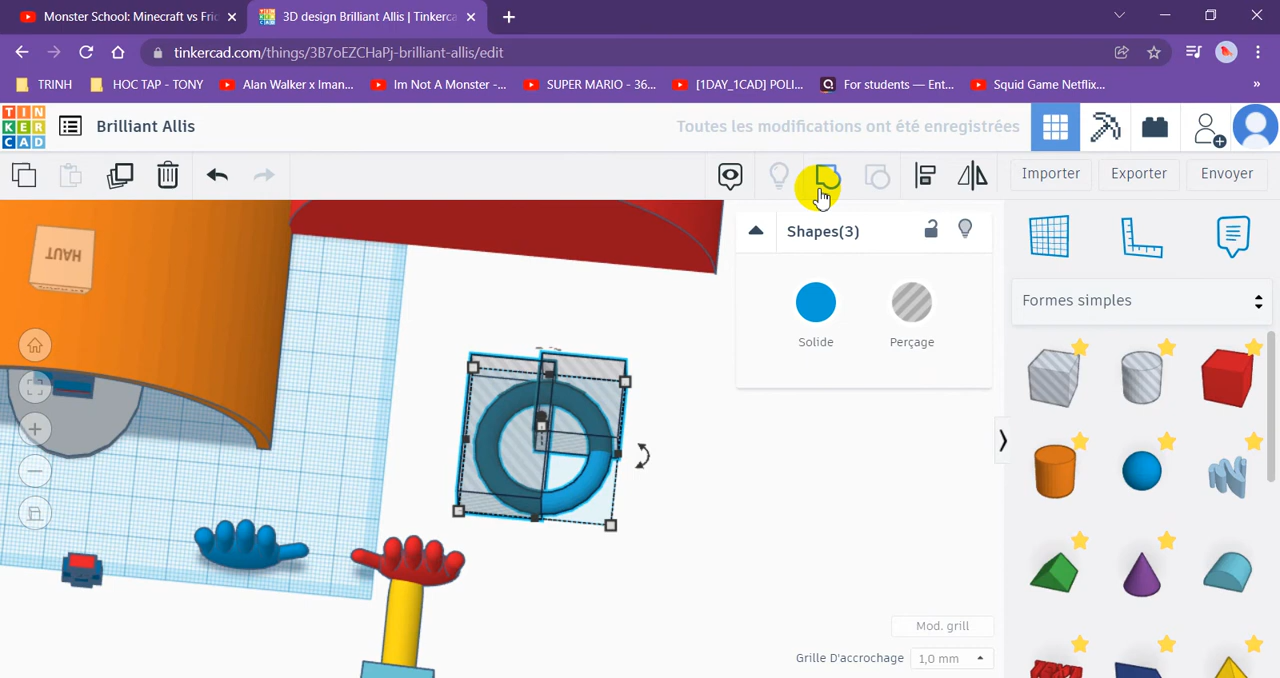 Monster School: Minecraft vs Fri
3D design Brilliant Allis | Tinkerca
tinkercad.com/things/3B7oEZCHaPj-brilliant-allis/edit
TRINH
HOC TAP - TONY
Alan Walker x Iman...
Im Not A Monster -...
SUPER MARIO - 36...
[1DAY_1CAD] POLI...
For students — Ent...
Squid Game Netflix...
»
TIN
KER
CAD
Brilliant Allis
Toutes les modifications ont été enregistrées
Importer
Exporter
Envoyer
HAUT
Shapes(3)
Solide
Perçage
Formes simples
Mod. grill
Grille D'accrochage
1,0 mm